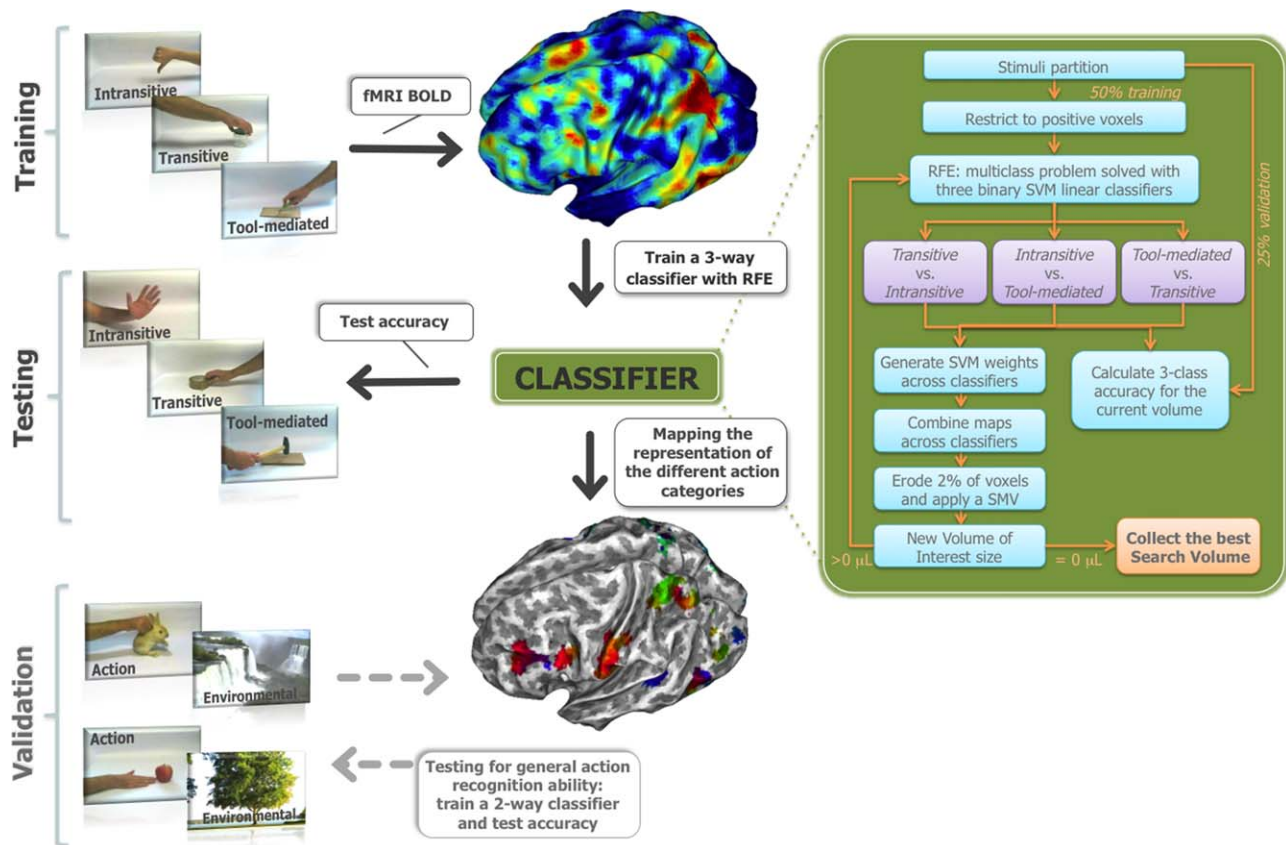 Training
Intransitive
Transitive
Tool-mediated
fMRI BOLD
Train a 3-way
classifier with RFE
Testing
Intransitive
Transitive
Tool-mediated
Test accuracy
CLASSIFIER
Mapping the
representation of
the different action
categories
Validation
Action
Environmental
Action
Environmental
Testing for general action
recognition ability:
train a 2-way classifier
and test accuracy
Stimuli partition
50% training
25% validation
Restrict to positive voxels
RFE: multiclass problem solved with
three binary SVM linear classifiers
Transitive
vs.
Intransitive
Intransitive
vs.
Tool-mediated
Tool-mediated
vs.
Transitive
Generate SVM weights
across classifiers
Calculate 3-class
accuracy for the
current volume
Combine maps
across classifiers
Erode 2% of voxels
and apply a SMV
New Volume of
Interest size
>0 µL
= 0 µL
Collect the best
Search Volume